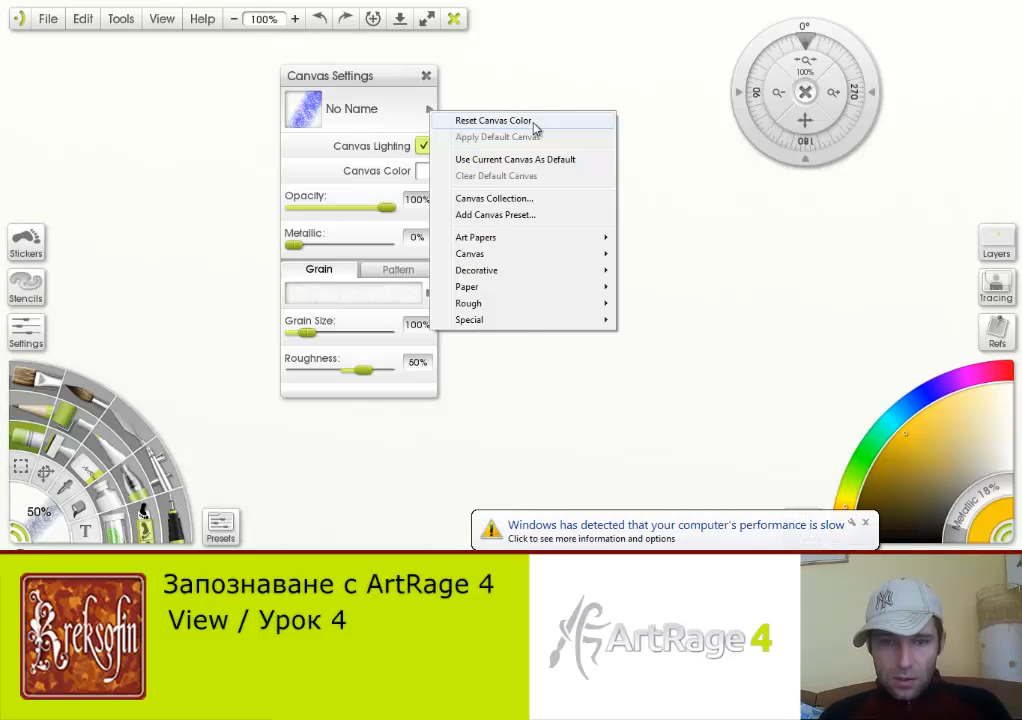 File Edit Tools View Help − 100% +
Canvas Settings
No Name
Canvas Lighting
Canvas Color
Opacity: 100%
Metallic: 0%
Grain Pattern
Grain Size: 100%
Roughness: 50%
Reset Canvas Color
Apply Default Canvas
Use Current Canvas As Default
Clear Default Canvas
Canvas Collection...
Add Canvas Preset...
Art Papers
Canvas
Decorative
Paper
Rough
Special
0°
100%
90
270
180
Stickers
Stencils
Settings
50%
T
Presets
Layers
Tracing
Refs
Metallic 18%
Windows has detected that your computer's performance is slow
Click to see more information and options
Kreksofin
Запознаване с ArtRage 4
View / Урок 4
ArtRage 4